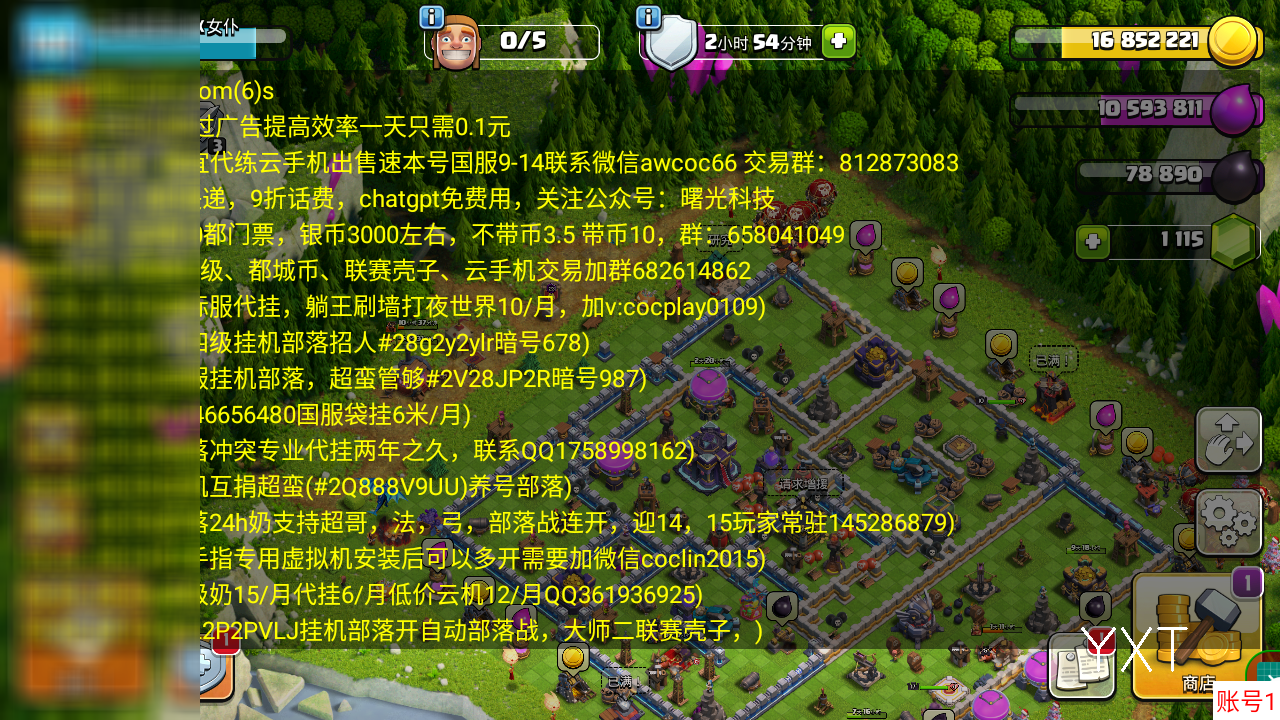 女仆
0/5
2小时 54分钟
16 852 221
om(6)s
10 593 811
过广告提高效率一天只需0.1元
3
宜代练云手机出售速本号国服9-14联系微信awcoc66 交易群：812873083
78 890
递，9折话费，chatgpt免费用，关注公众号：曙光科技
都门票，银币3000左右，不带币3.5 带币10，群：658041049
1 115
级、都城币、联赛壳子、云手机交易加群682614862
服代挂，躺王刷墙打夜世界10/月，加v:cocplay0109)
级挂机部落招人#28g2y2ylr暗号678)
已满！
挂机部落，超蛮管够#2V28JP2R暗号987)
46656480国服袋挂6米/月)
冲突专业代挂两年之久，联系QQ1758998162)
互捐超蛮(#2Q888V9UU)养号部落)
请求增援
落24h奶支持超哥，法，弓，部落战连开，迎14，15玩家常驻145286879)
手指专用虚拟机安装后可以多开需要加微信coclin2015)
级奶15/月代挂6/月低价云机12/月QQ361936925)
1
L2P2PVLJ挂机部落开自动部落战，大师二联赛壳子，)
1
YXT
已满！
商店
账号1